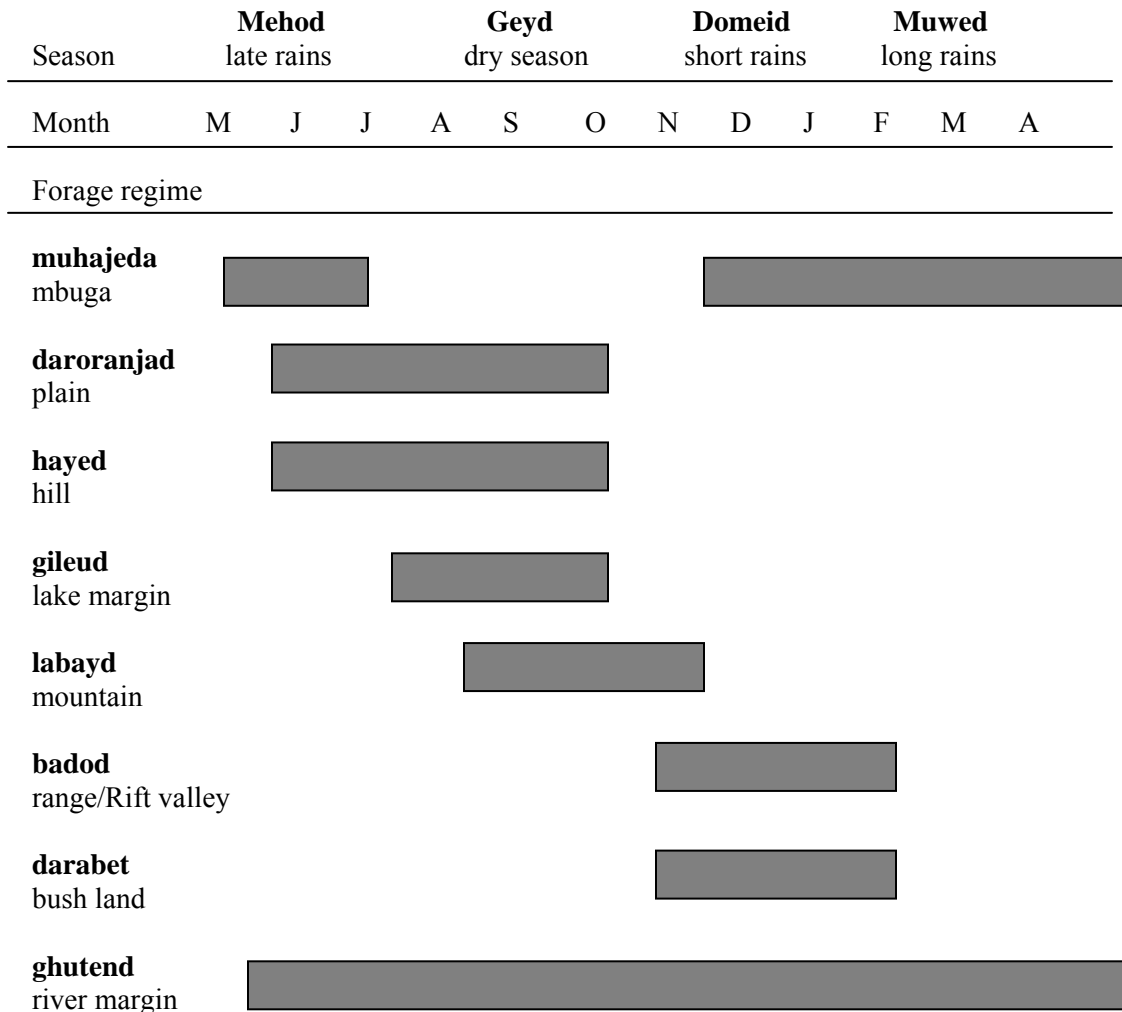 Mehod Geyd Domeid Muwed
Season late rains dry season short rains long rains
Month M J J A S O N D J F M A
Forage regime
muhajeda
mbuga
daroranjad
plain
hayed
hill
gileud
lake margin
labayd
mountain
badod
range/Rift valley
darabet
bush land
ghutend
river margin